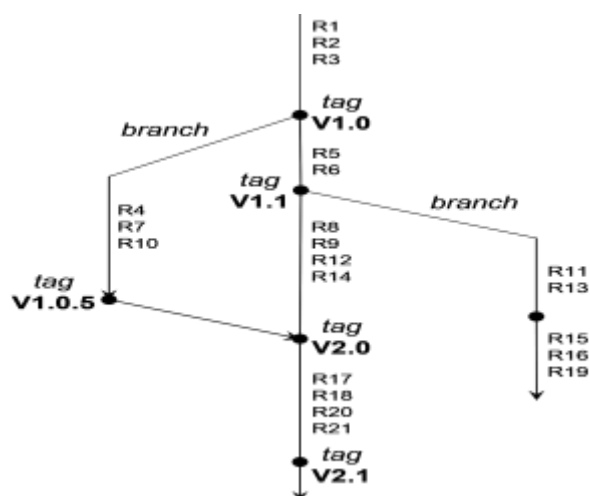 R1
R2
R3
tag
V1.0
branch
R5
R6
tag
V1.1
branch
R4
R7
R10
R8
R9
R12
R14
R11
R13
tag
V1.0.5
tag
V2.0
R15
R16
R19
R17
R18
R20
R21
tag
V2.1